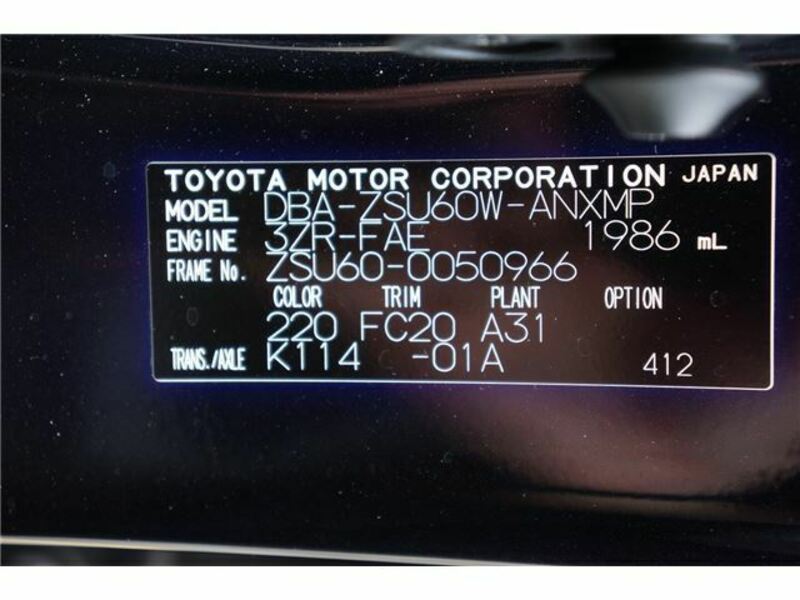 TOYOTA MOTOR CORPORATION JAPAN
MODEL DBA-ZSU60W-ANXMP
ENGINE 3ZR-FAE 1986 mL
FRAME No. ZSU60-0050966
COLOR TRIM PLANT OPTION
220 FC20 A31
TRANS./AXLE K114 -01A 412